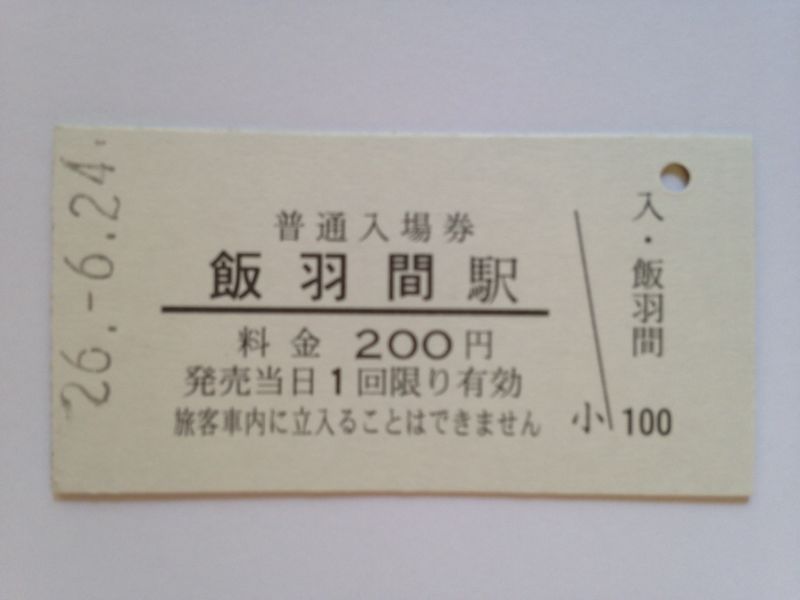 26.-6.24.
普通入場券
飯羽間駅
料金 200円
発売当日1回限り有効
旅客車内に立入ることはできません
入・飯羽間
小 100